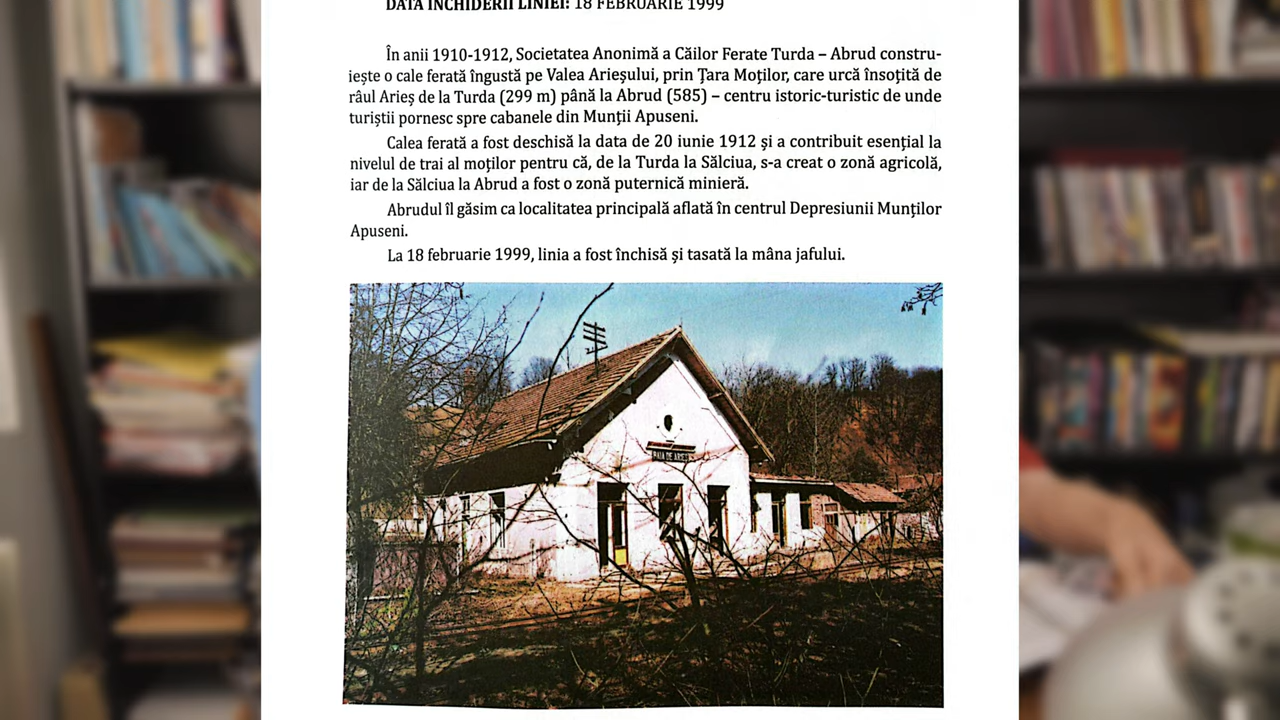 DATA ÎNCHIDERII LINIEI: 18 FEBRUARIE 1999
În anii 1910-1912, Societatea Anonimă a Căilor Ferate Turda – Abrud constru-
iește o cale ferată îngustă pe Valea Arieșului, prin Țara Moților, care urcă însoțită de
râul Arieș de la Turda (299 m) până la Abrud (585) – centru istoric-turistic de unde
turiștii pornesc spre cabanele din Munții Apuseni.
Calea ferată a fost deschisă la data de 20 iunie 1912 și a contribuit esențial la
nivelul de trai al moților pentru că, de la Turda la Sălciua, s-a creat o zonă agricolă,
iar de la Sălciua la Abrud a fost o zonă puternică minieră.
Abrudul îl găsim ca localitatea principală aflată în centrul Depresiunii Munților
Apuseni.
La 18 februarie 1999, linia a fost închisă și tasată la mâna jafului.
BAIA DE ARIEȘ